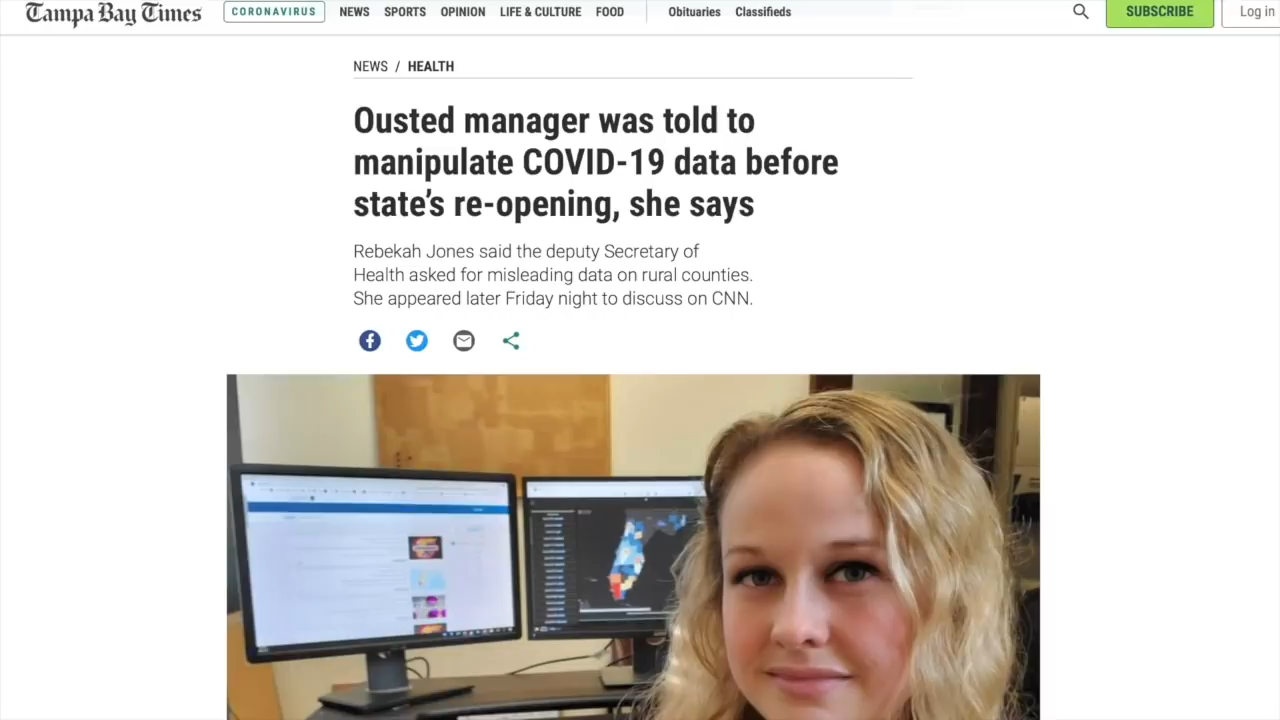 Tampa Bay Times
CORONAVIRUS
NEWS SPORTS OPINION LIFE & CULTURE FOOD
Obituaries Classifieds
SUBSCRIBE
Log in
NEWS / HEALTH
Ousted manager was told to
manipulate COVID-19 data before
state’s re-opening, she says
Rebekah Jones said the deputy Secretary of
Health asked for misleading data on rural counties.
She appeared later Friday night to discuss on CNN.